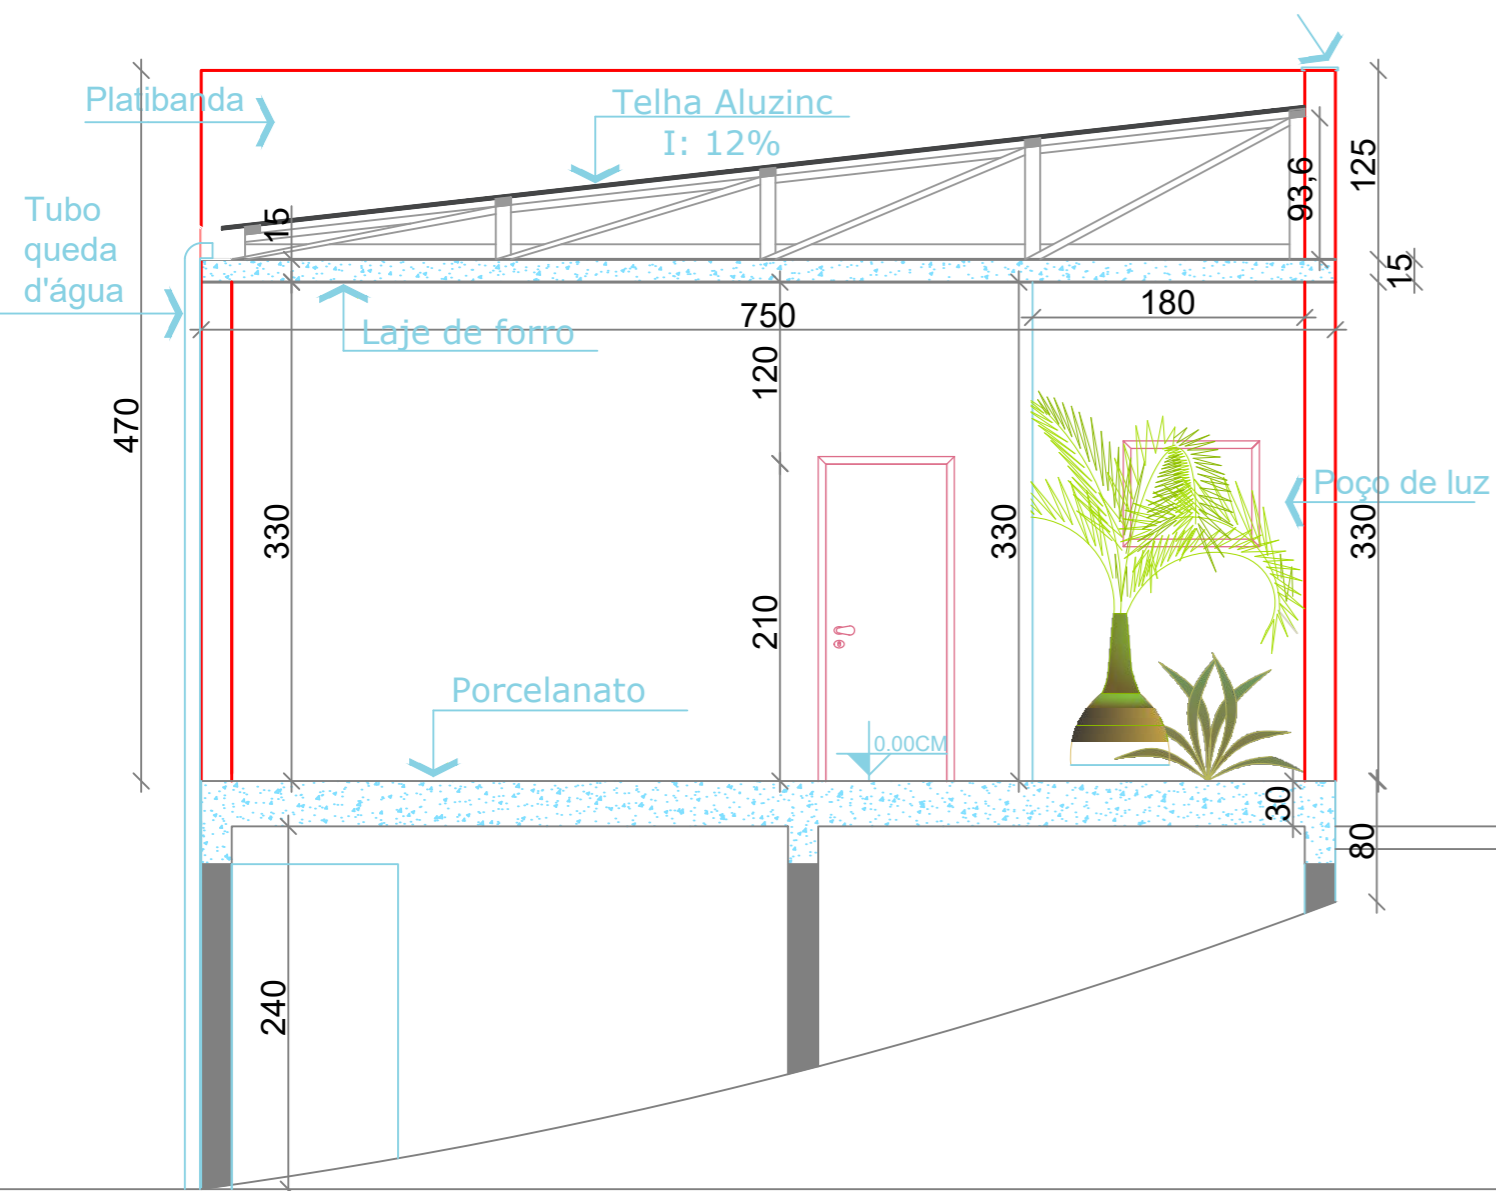 Platibanda
Telha Aluzinc
I: 12%
125
93,6
Tubo
queda
d'água
15
15
180
750
Laje de forro
120
470
Poço de luz
330
330
330
210
Porcelanato
0.00CM
30
80
240